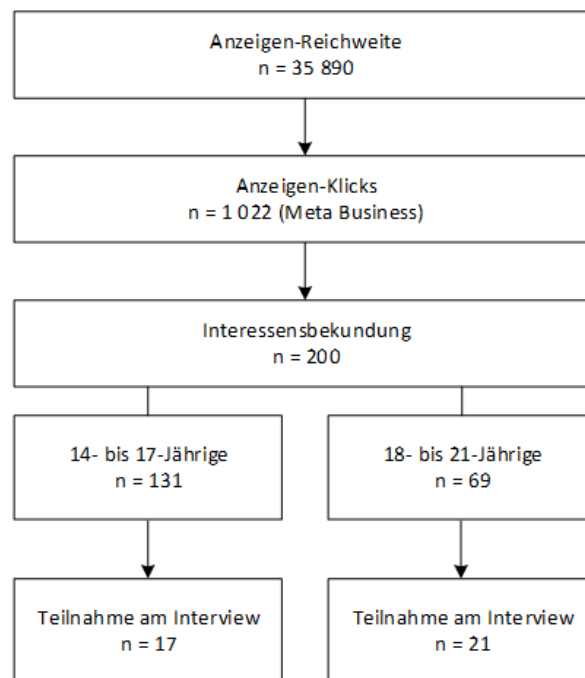 Anzeigen-Reichweite
n = 35 890
Anzeigen-Klicks
n = 1 022 (Meta Business)
Interessensbekundung
n = 200
14- bis 17-Jährige
n = 131
18- bis 21-Jährige
n = 69
Teilnahme am Interview
n = 17
Teilnahme am Interview
n = 21